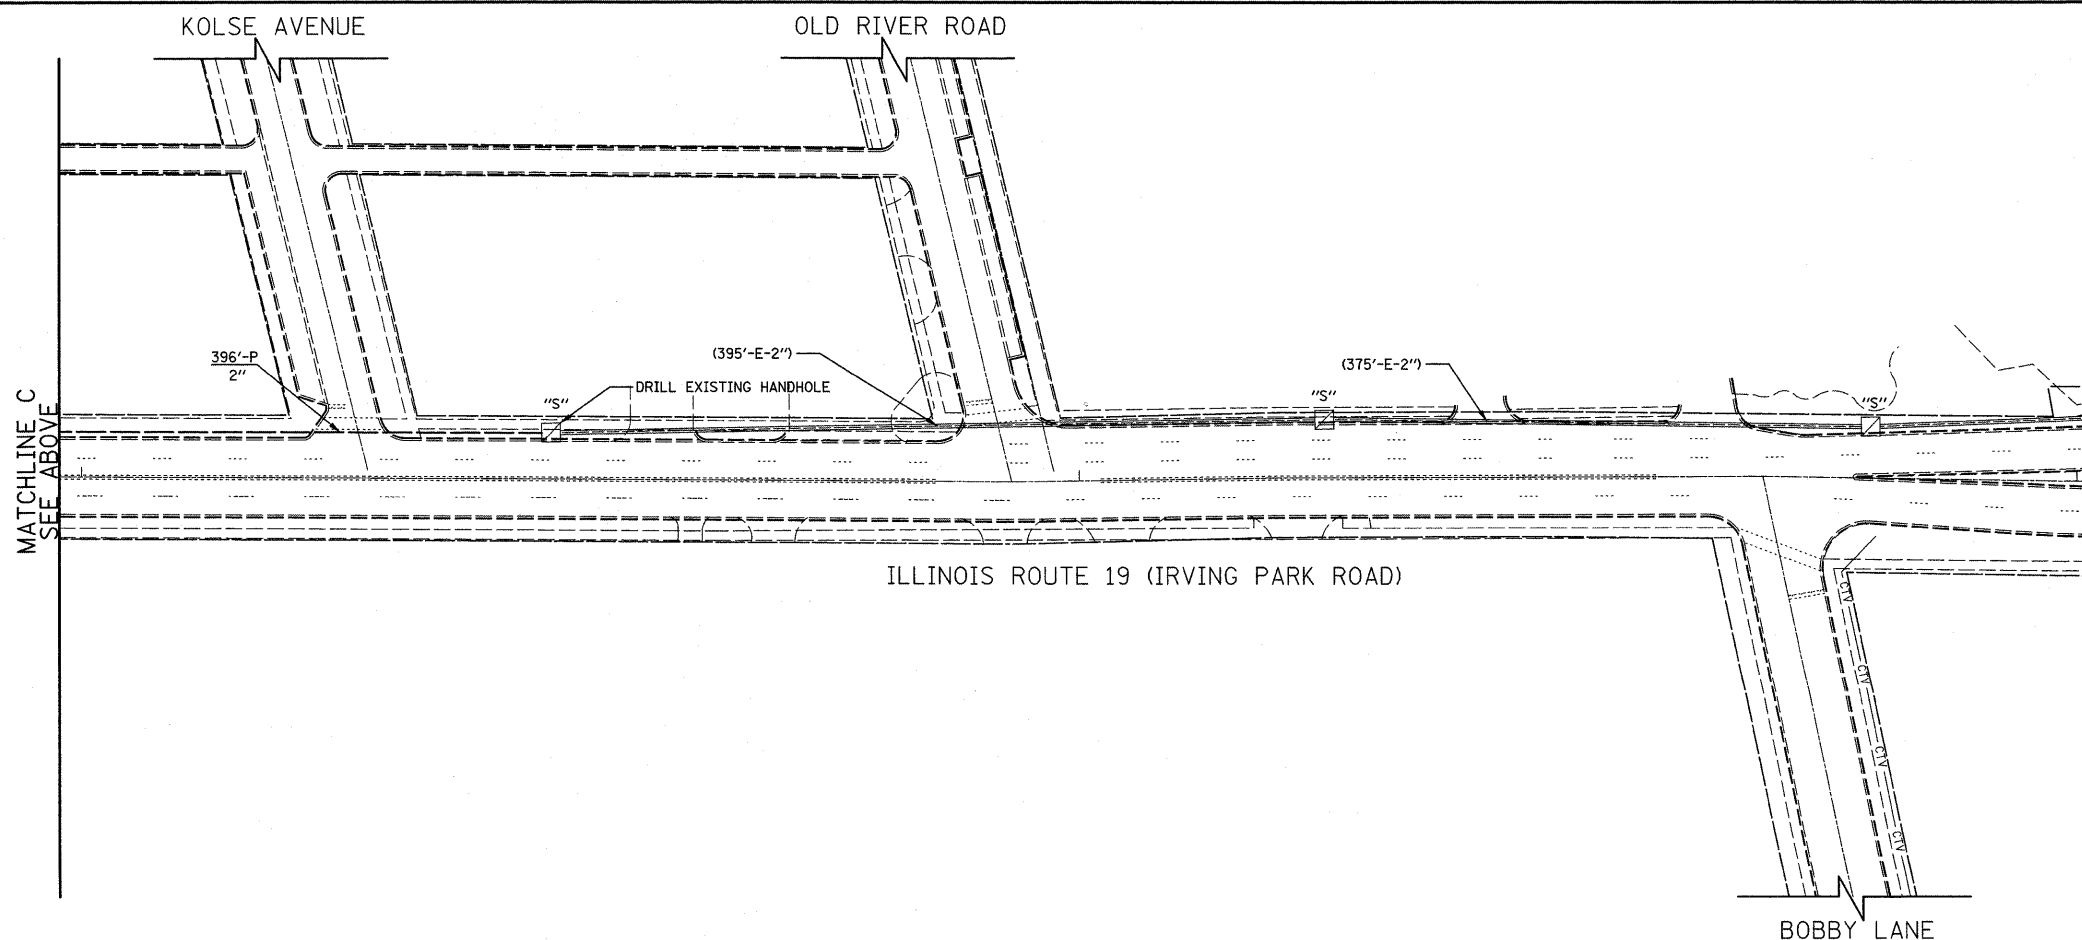 KOLSE AVENUE
OLD RIVER ROAD
396'-P
2"
(395'-E-2")
(375'-E-2")
DRILL EXISTING HANDHOLE
"S"
"S"
"S"
MATCHLINE C
SEE ABOVE
ILLINOIS ROUTE 19 (IRVING PARK ROAD)
CTV
CTV
CTV
CTV
BOBBY LANE